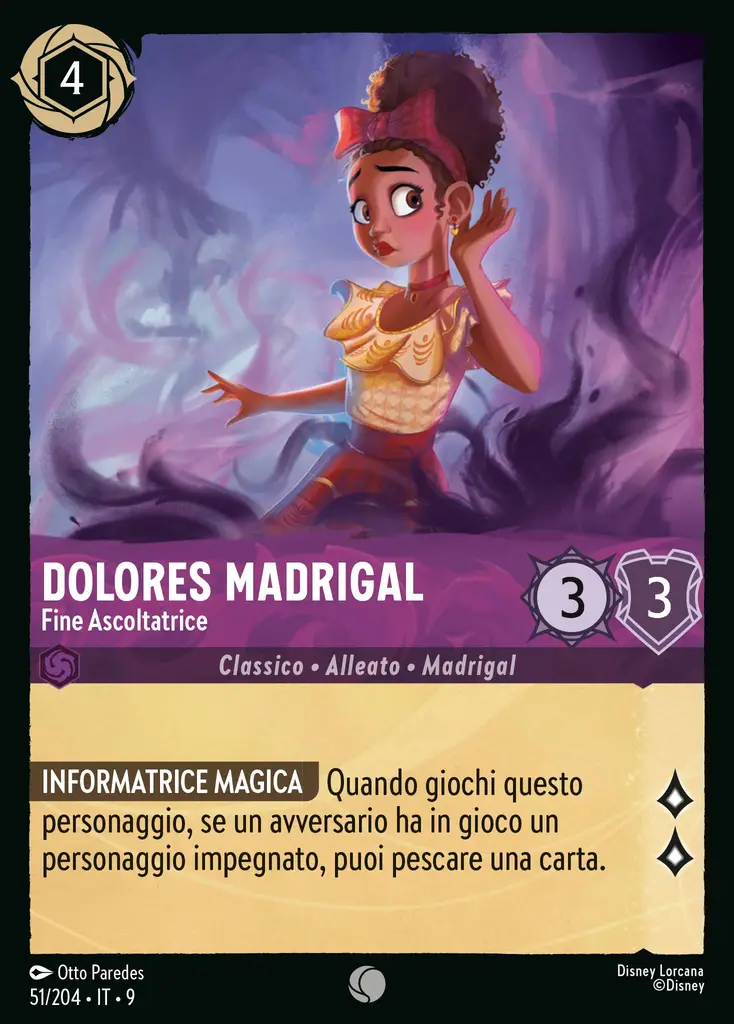 4
DOLORES MADRIGAL
Fine Ascoltatrice
3
3
Classico • Alleato • Madrigal
INFORMATRICE MAGICA Quando giochi questo
personaggio, se un avversario ha in gioco un
personaggio impegnato, puoi pescare una carta.
Otto Paredes
51/204 • IT • 9
Disney Lorcana
©Disney